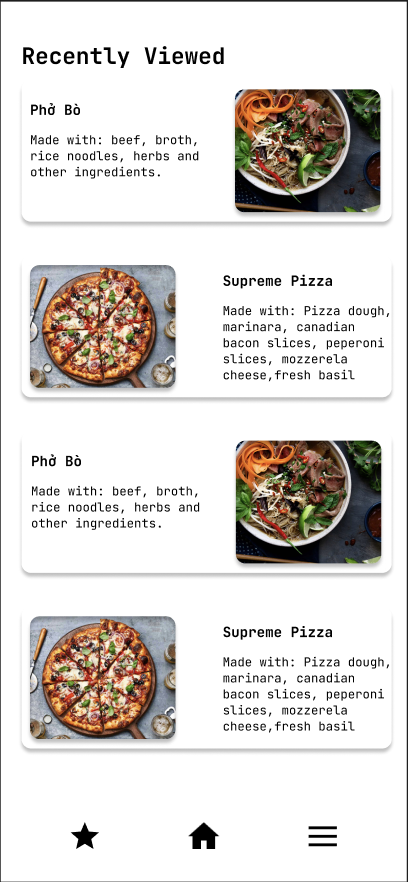 Recently Viewed
Phở Bò
Made with: beef, broth,
rice noodles, herbs and
other ingredients.
Supreme Pizza
Made with: Pizza dough,
marinara, canadian
bacon slices, peperoni
slices, mozzerela
cheese,fresh basil
Phở Bò
Made with: beef, broth,
rice noodles, herbs and
other ingredients.
Supreme Pizza
Made with: Pizza dough,
marinara, canadian
bacon slices, peperoni
slices, mozzerela
cheese,fresh basil